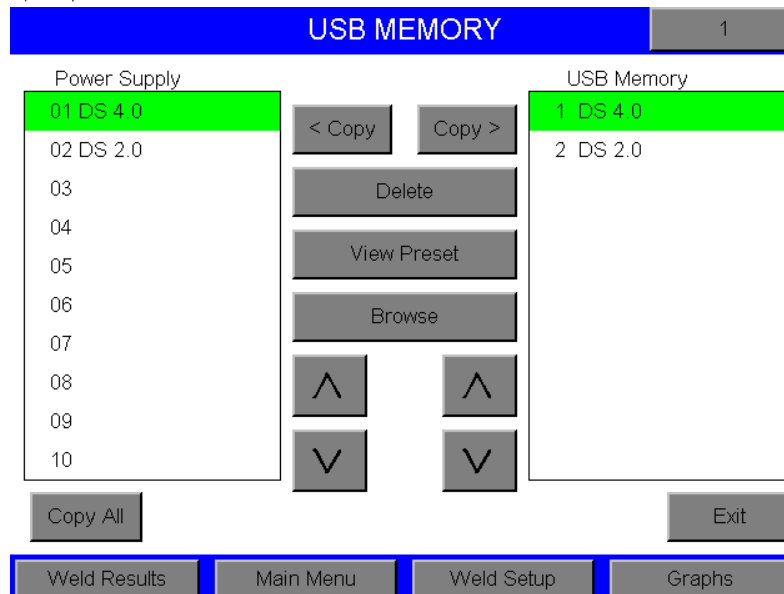 USB MEMORY
1
Power Supply
USB Memory
01 DS 4.0
02 DS 2.0
03
04
05
06
07
08
09
10
< Copy
Copy >
Delete
View Preset
Browse
1 DS 4.0
2 DS 2.0
Copy All
Exit
Weld Results
Main Menu
Weld Setup
Graphs